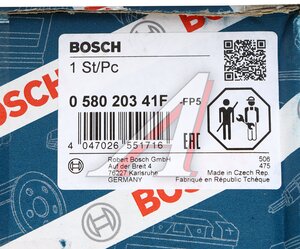 BOSCH
1 St/Pc
0 580 203 41F
-FP5
4 047026 551716
EAC
Robert Bosch GmbH
Auf der Breit 4
76227 Karlsruhe
GERMANY
506
475
Made in Czech Rep.
Fabriqué en République Tchèque
BOSCH